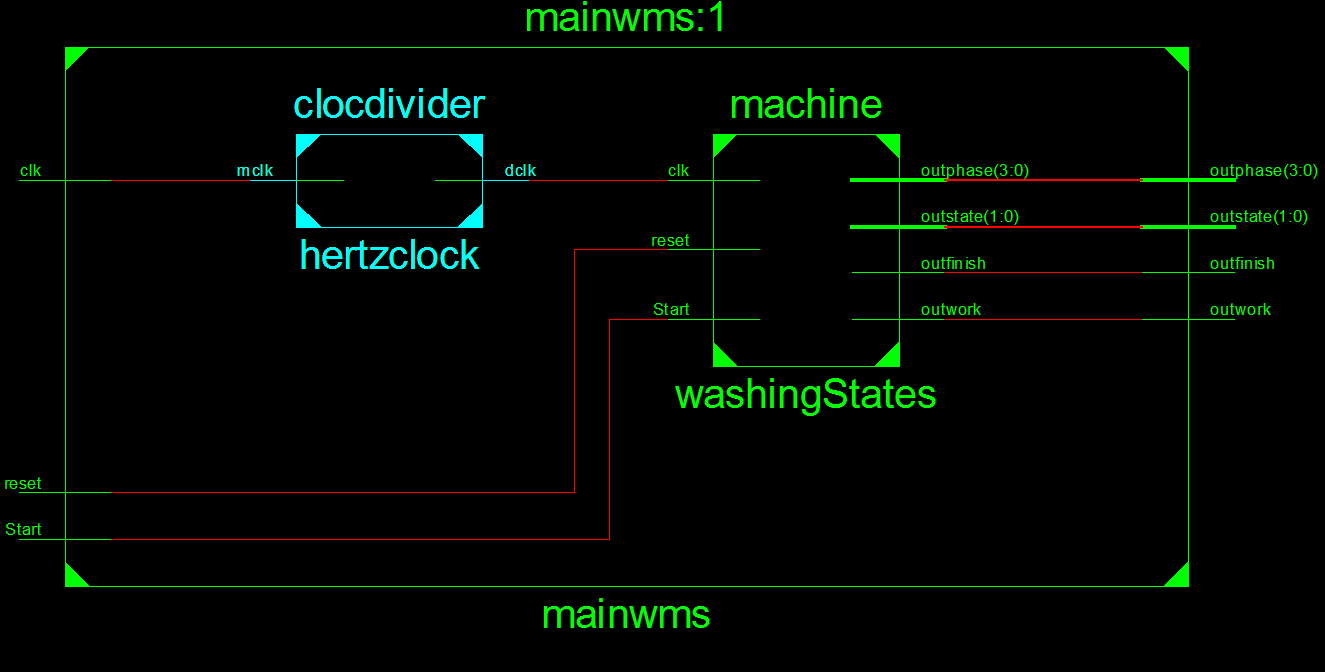 mainwms:1
clocdivider
machine
clk
mclk
dclk
clk
outphase(3:0)
outphase(3:0)
outstate(1:0)
outstate(1:0)
reset
hertzclock
outfinish
outfinish
Start
outwork
outwork
washingStates
reset
Start
mainwms